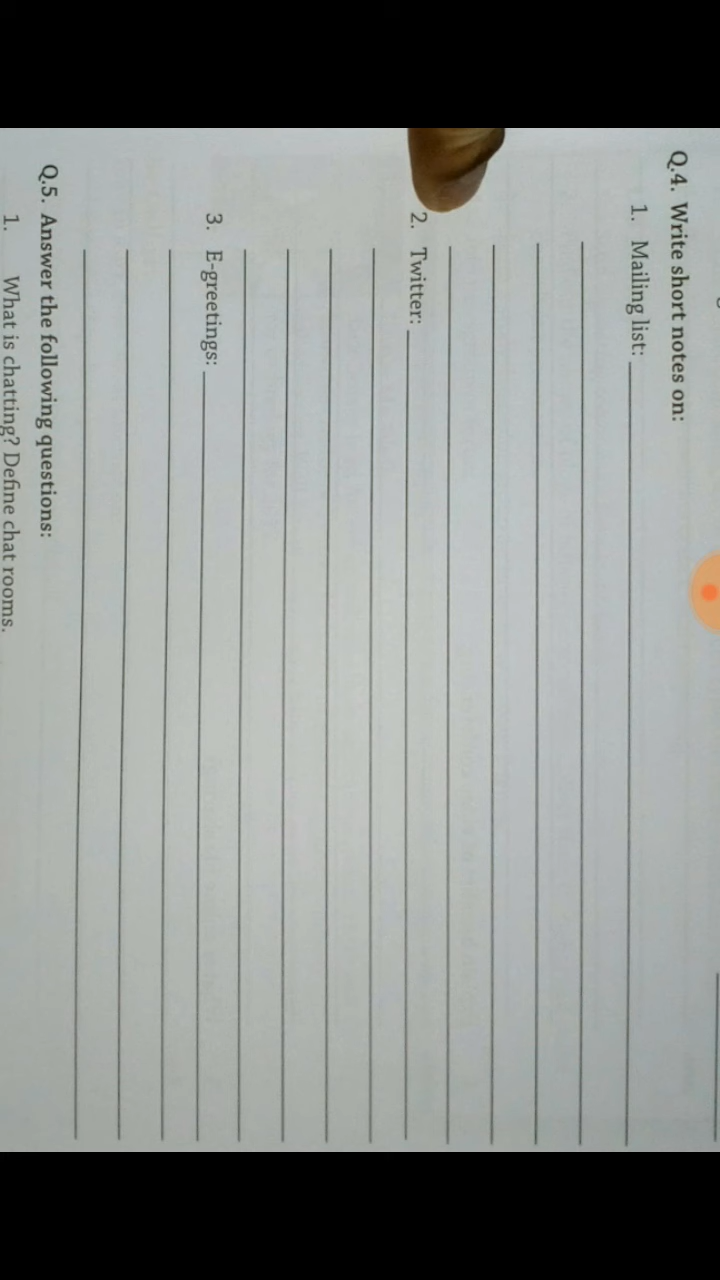 Q.4. Write short notes on:
1. Mailing list:
2. Twitter:
3. E-greetings:
Q.5. Answer the following questions:
1. What is chatting? Define chat rooms.